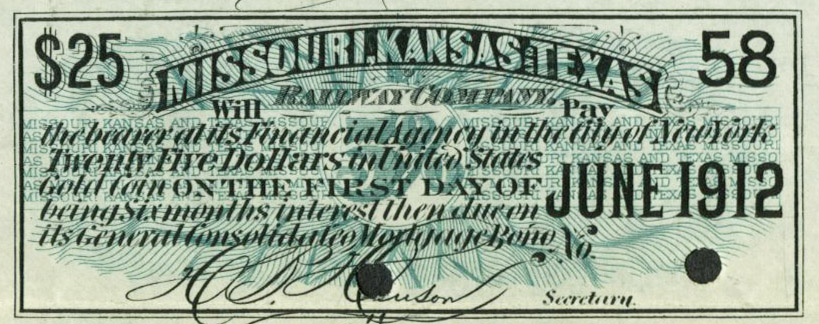 $25 MISSOURI, KANSAS & TEXAS 58
Will RAILWAY COMPANY. Pay
the bearer at its Financial Agency in the city of New York
Twenty Five Dollars in United States
Gold Coin ON THE FIRST DAY OF JUNE 1912
being Six months interest then due on
its General Consolidated Mortgage Bond No.
Secretary.